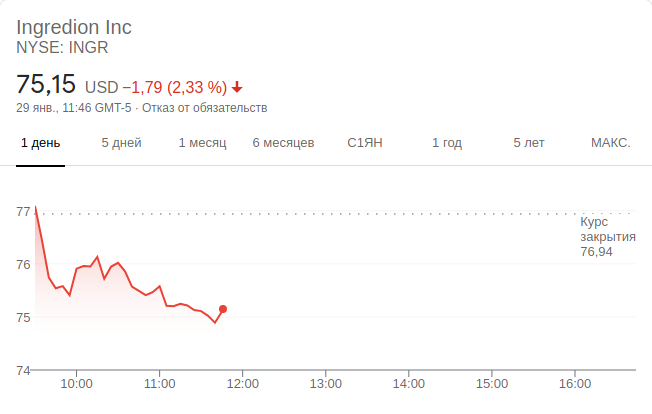 Ingredion Inc
NYSE: INGR
75,15 USD −1,79 (2,33 %)
29 янв., 11:46 GMT-5 · Отказ от обязательств
1 день 5 дней 1 месяц 6 месяцев С1ЯН 1 год 5 лет МАКС.
77
Курс
закрытия
76,94
76
75
74
10:00 11:00 12:00 13:00 14:00 15:00 16:00